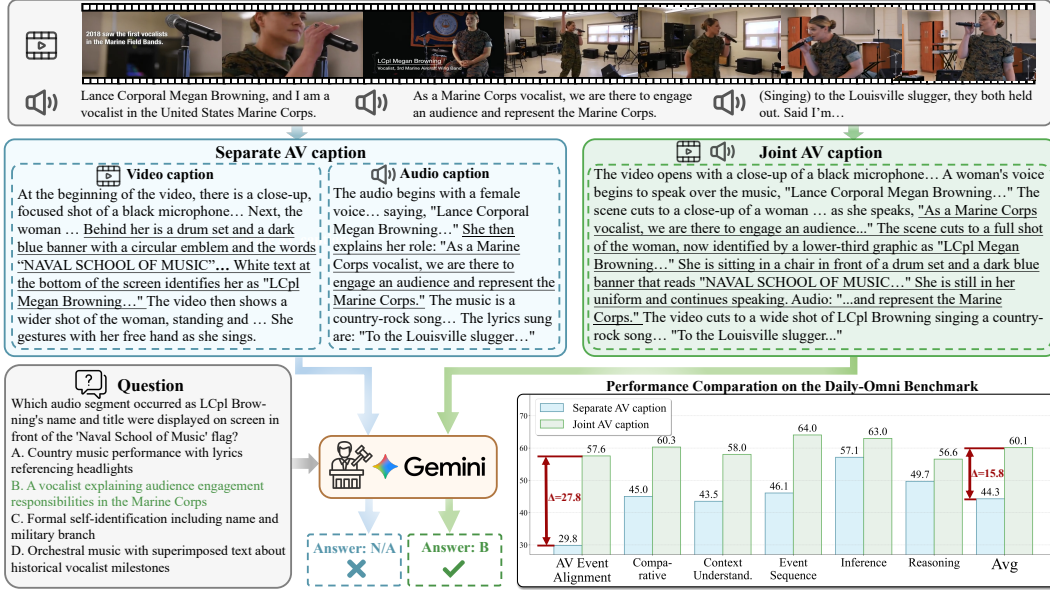 2018 saw the first vocalists
in the Marine Field Bands.
LCpl Megan Browning
Vocalist, 3rd Marine Aircraft Wing Band
Lance Corporal Megan Browning, and I am a
vocalist in the United States Marine Corps.
As a Marine Corps vocalist, we are there to engage
an audience and represent the Marine Corps.
(Singing) to the Louisville slugger, they both held
out. Said I'm…
Separate AV caption
Video caption
At the beginning of the video, there is a close-up,
focused shot of a black microphone… Next, the
woman … Behind her is a drum set and a dark
blue banner with a circular emblem and the words
“NAVAL SCHOOL OF MUSIC”… White text at
the bottom of the screen identifies her as "LCpl
Megan Browning…" The video then shows a
wider shot of the woman, standing and … She
gestures with her free hand as she sings.
Audio caption
The audio begins with a female
voice… saying, "Lance Corporal
Megan Browning…" She then
explains her role: "As a Marine
Corps vocalist, we are there to
engage an audience and represent the
Marine Corps." The music is a
country-rock song… The lyrics sung
are: "To the Louisville slugger…"
Joint AV caption
The video opens with a close-up of a black microphone… A woman's voice
begins to speak over the music, "Lance Corporal Megan Browning…" The
scene cuts to a close-up of a woman … as she speaks, "As a Marine Corps
vocalist, we are there to engage an audience..." The scene cuts to a full shot
of the woman, now identified by a lower-third graphic as "LCpl Megan
Browning…" She is sitting in a chair in front of a drum set and a dark blue
banner that reads "NAVAL SCHOOL OF MUSIC…" She is still in her
uniform and continues speaking. Audio: "...and represent the Marine
Corps." The video cuts to a wide shot of LCpl Browning singing a country-
rock song… "To the Louisville slugger..."
Question
Which audio segment occurred as LCpl Brow-
ning's name and title were displayed on screen in
front of the 'Naval School of Music' flag?
A. Country music performance with lyrics
referencing headlights
B. A vocalist explaining audience engagement
responsibilities in the Marine Corps
C. Formal self-identification including name and
military branch
D. Orchestral music with superimposed text about
historical vocalist milestones
Gemini
Answer: N/A
Answer: B
Performance Comparation on the Daily-Omni Benchmark
Separate AV caption
Joint AV caption
70
60
50
40
30
Δ=27.8
29.8
57.6
45.0
60.3
43.5
58.0
46.1
64.0
57.1
63.0
49.7
56.6
Δ=15.8
44.3
60.1
AV Event
Alignment
Compa-
rative
Context
Understand.
Event
Sequence
Inference
Reasoning
Avg